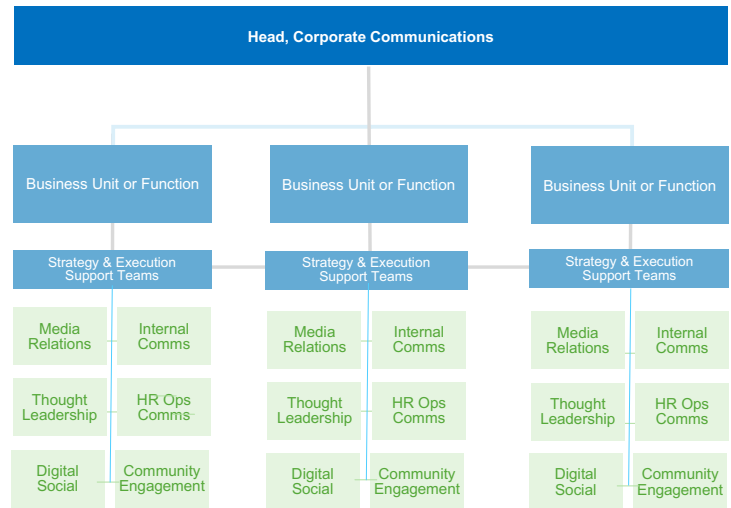 Head, Corporate Communications
Business Unit or Function
Business Unit or Function
Business Unit or Function
Strategy & Execution
Support Teams
Strategy & Execution
Support Teams
Strategy & Execution
Support Teams
Media
Relations
Internal
Comms
Media
Relations
Internal
Comms
Media
Relations
Internal
Comms
Thought
Leadership
HR Ops
Comms
Thought
Leadership
HR Ops
Comms
Thought
Leadership
HR Ops
Comms
Digital
Social
Community
Engagement
Digital
Social
Community
Engagement
Digital
Social
Community
Engagement